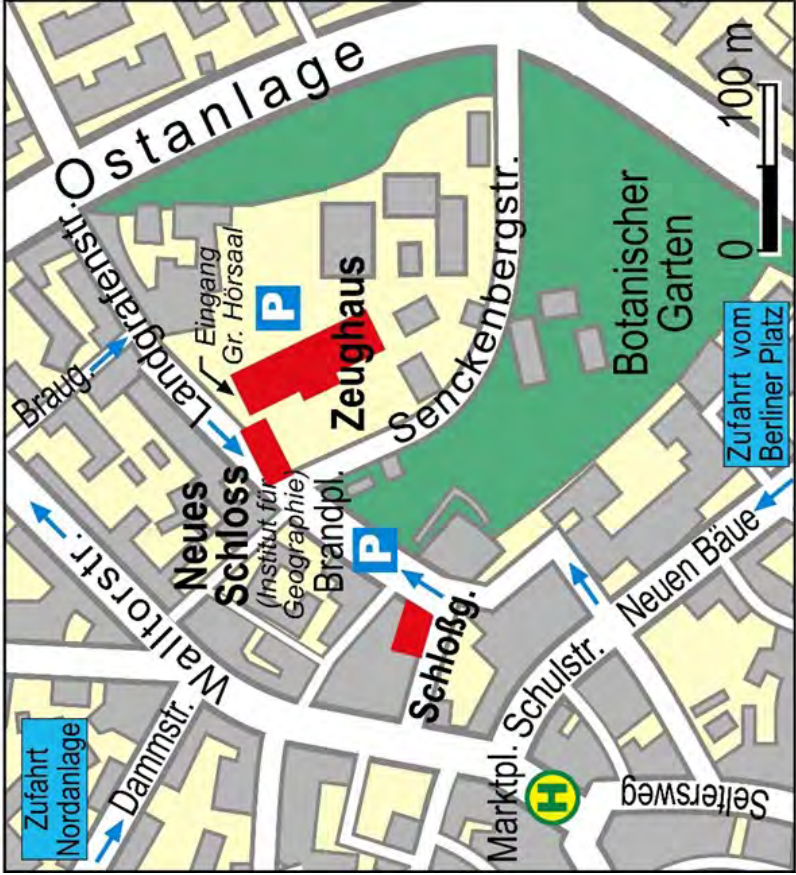 Ostanlage
Landgrafenstr.
Braug.
Eingang
Gr. Hörsaal
P
Zeughaus
Senckenbergstr.
Botanischer
Garten
0
100 m
Neues
Schloss
(Institut für
Geographie)
Brandpl.
P
Walltorstr.
Schloßg.
Zufahrt
Nordanlage
Dammstr.
Marktpl.
Schulstr.
Neuen Bäue
Zufahrt vom
Berliner Platz
H
Seltersweg